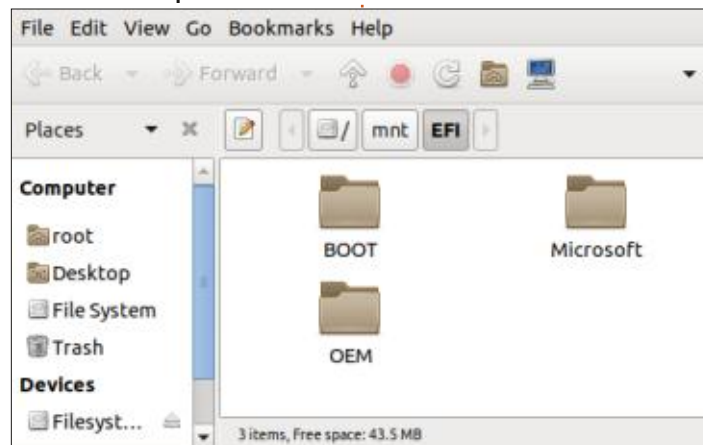 File Edit View Go Bookmarks Help
Back Forward
Places / mnt EFI
Computer
root
Desktop
File System
Trash
Devices
Filesyst...
BOOT Microsoft
OEM
3 items, Free space: 43.5 MB